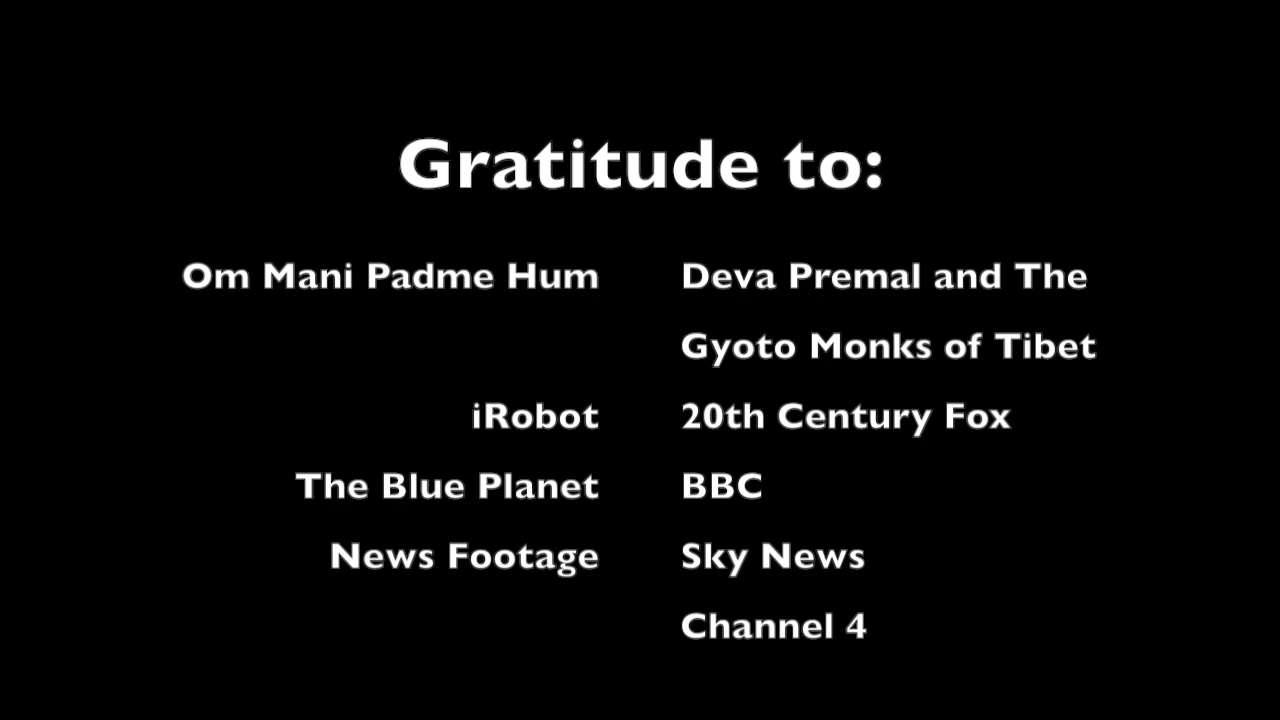 Gratitude to:
Om Mani Padme Hum Deva Premal and The
Gyoto Monks of Tibet
iRobot 20th Century Fox
The Blue Planet BBC
News Footage Sky News
Channel 4